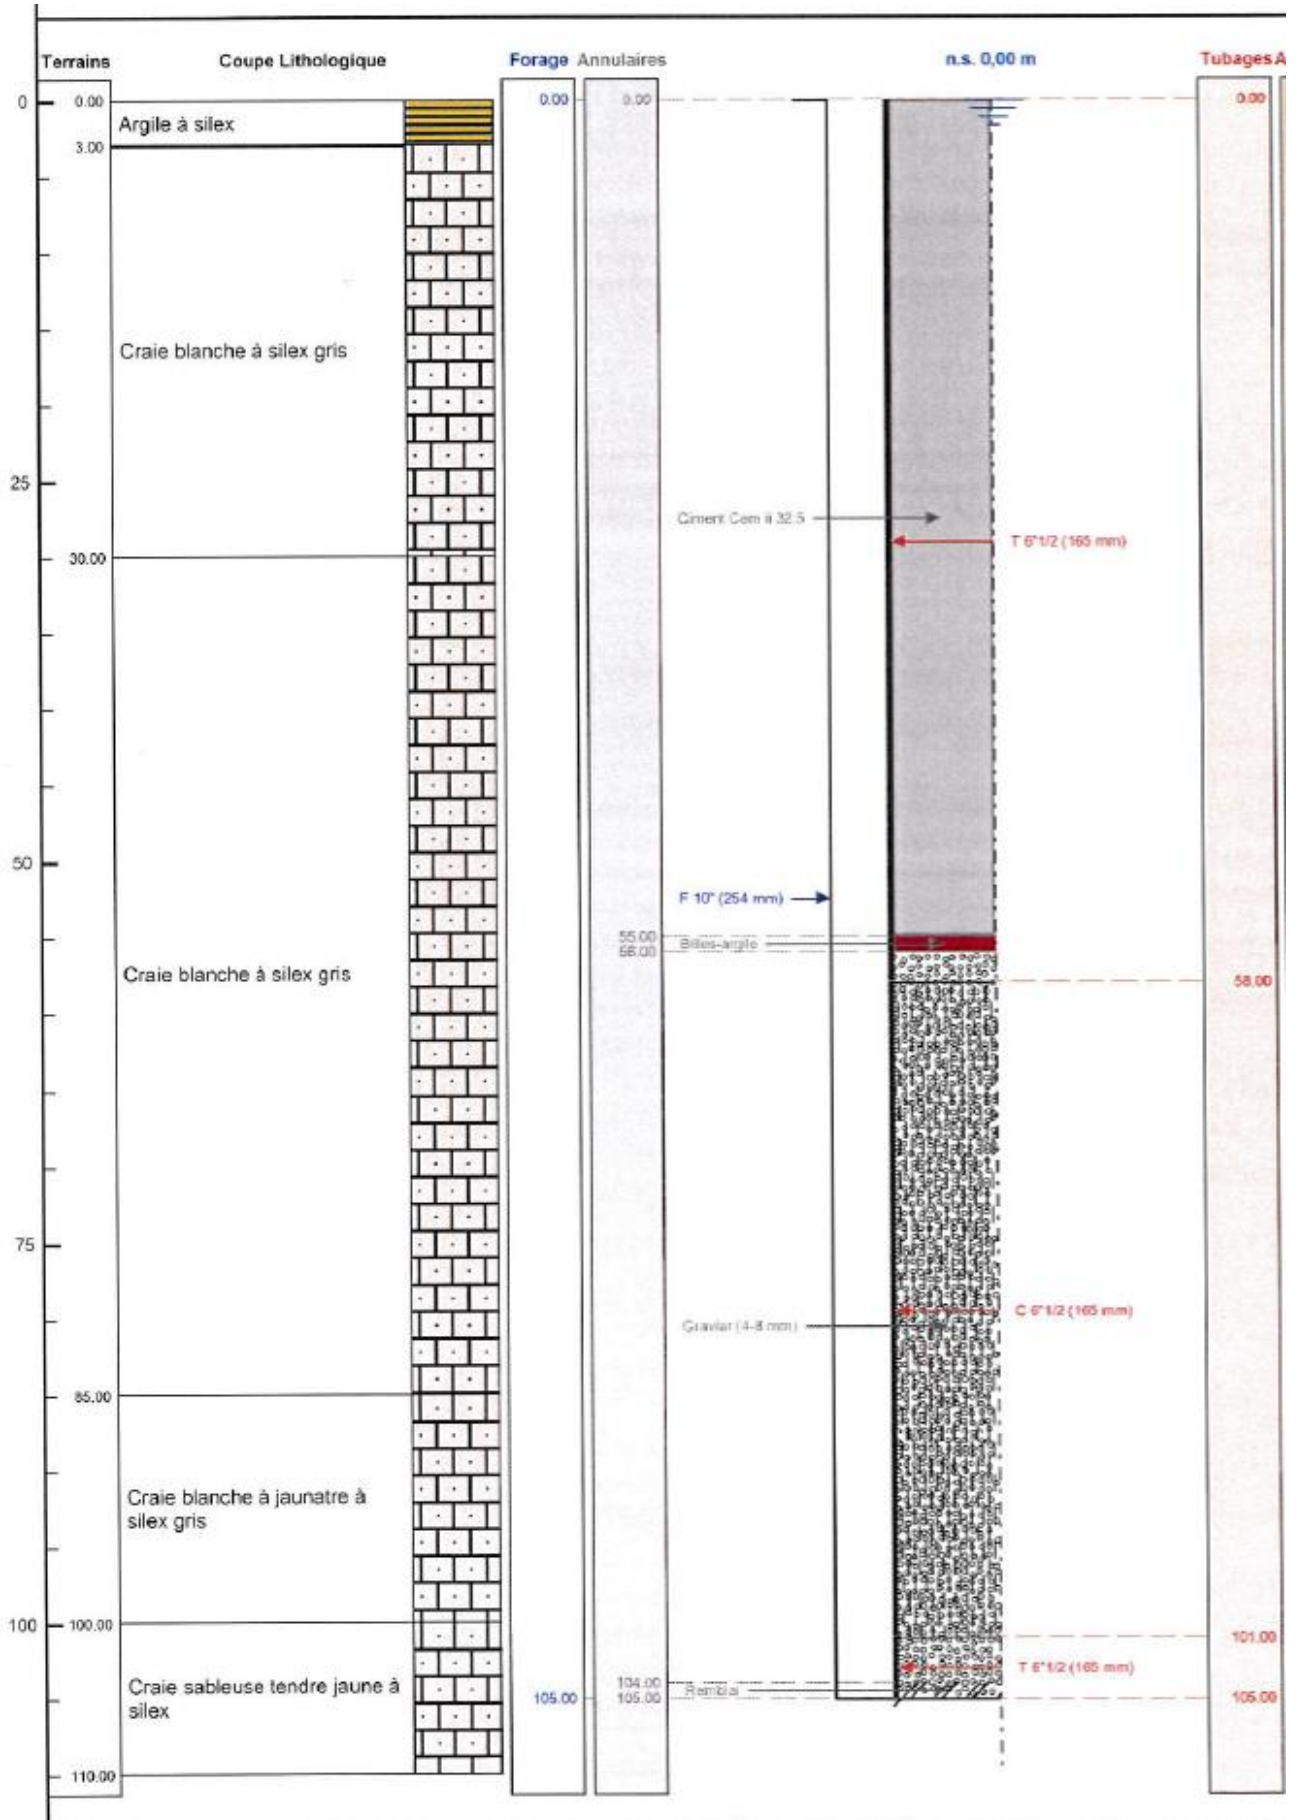 Terrains Coupe Lithologique Forage Annulaires n.s. 0,00 m Tubages A
0 0.00 0.00 0.00 0.00
Argile à silex
3.00
Craie blanche à silex gris
25
Ciment Cem II 32.5
T 6"1/2 (165 mm)
30.00
50
F 10" (254 mm)
55.00
Billes-argile
56.00
Craie blanche à silex gris
58.00
75
C 6"1/2 (165 mm)
Gravier (4-8 mm)
85.00
Craie blanche à jaunatre à
silex gris
100 100.00
101.00
T 6"1/2 (165 mm)
104.00
Craie sableuse tendre jaune à
silex
Remblai
105.00 105.00 105.00
110.00